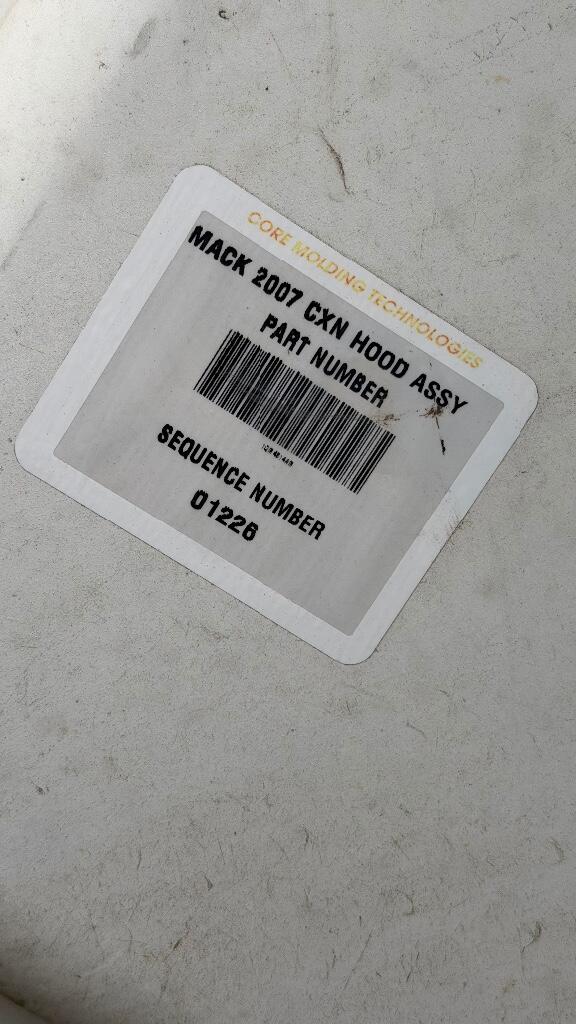 CORE MOLDING TECHNOLOGIES
MACK 2007 CXN HOOD ASSY
PART NUMBER
SEQUENCE NUMBER
01226